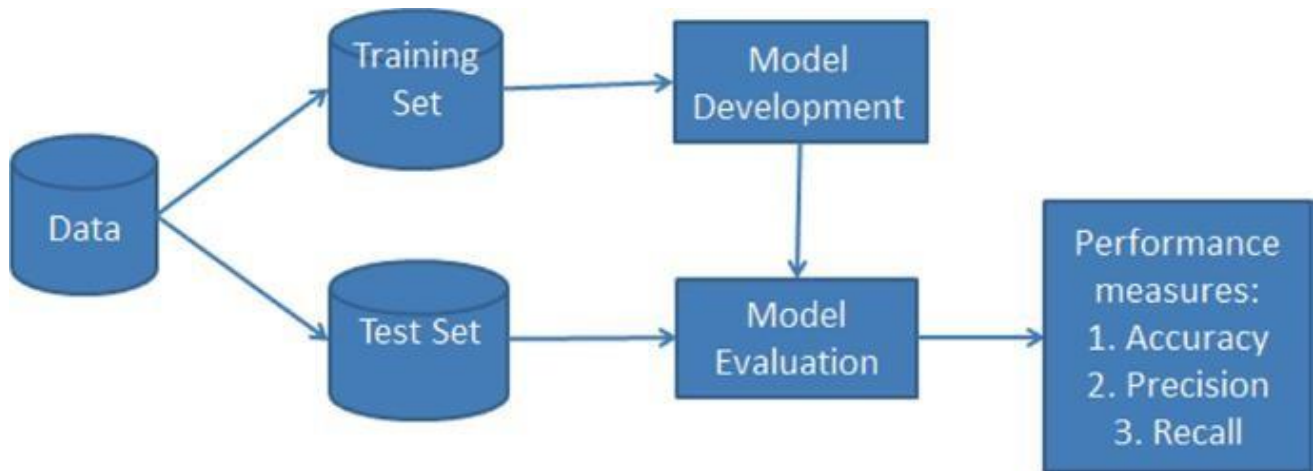 Training
Set
Model
Development
Data
Test Set
Model
Evaluation
Performance
measures:
1. Accuracy
2. Precision
3. Recall